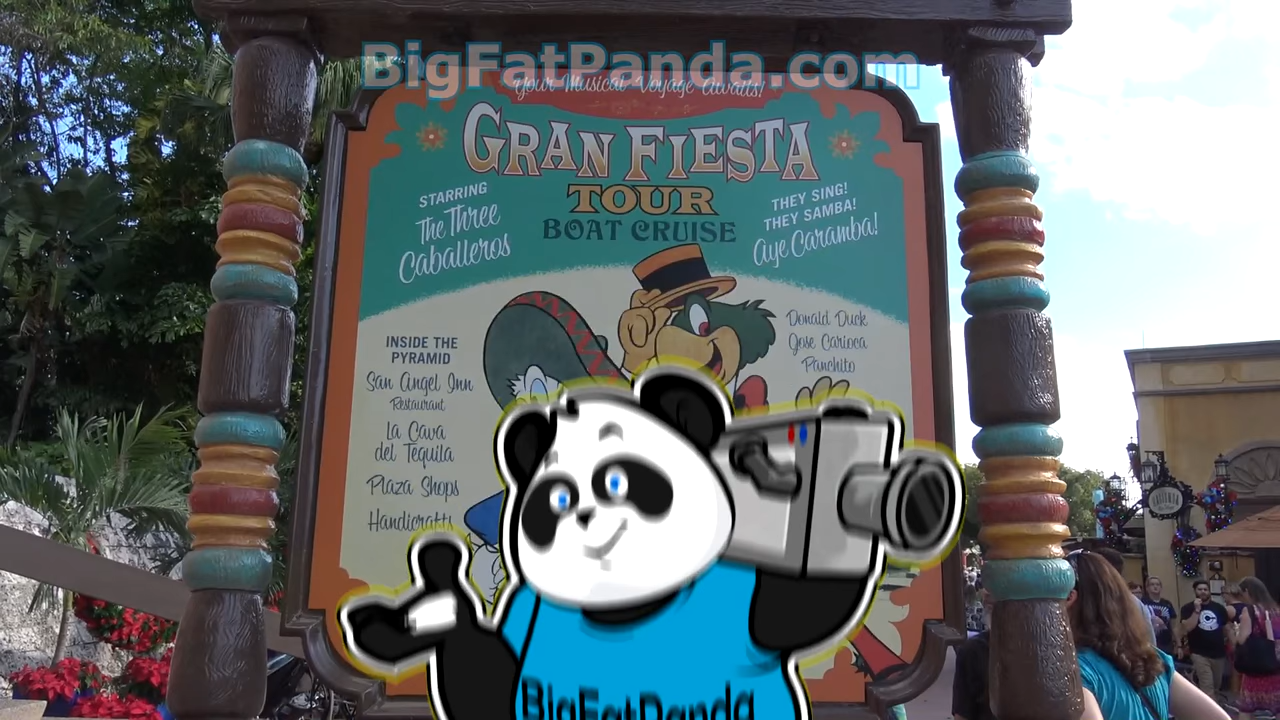 BigFatPanda.com
Your Musical Voyage Awaits!
GRAN FIESTA
TOUR
BOAT CRUISE
STARRING
The Three
Caballeros
THEY SING!
THEY SAMBA!
Aye Caramba!
INSIDE THE
PYRAMID
San Angel Inn
Restaurant
La Cava
del Tequila
Plaza Shops
Handicrafts
Donald Duck
Jose Carioca
Panchito
BigFatPanda